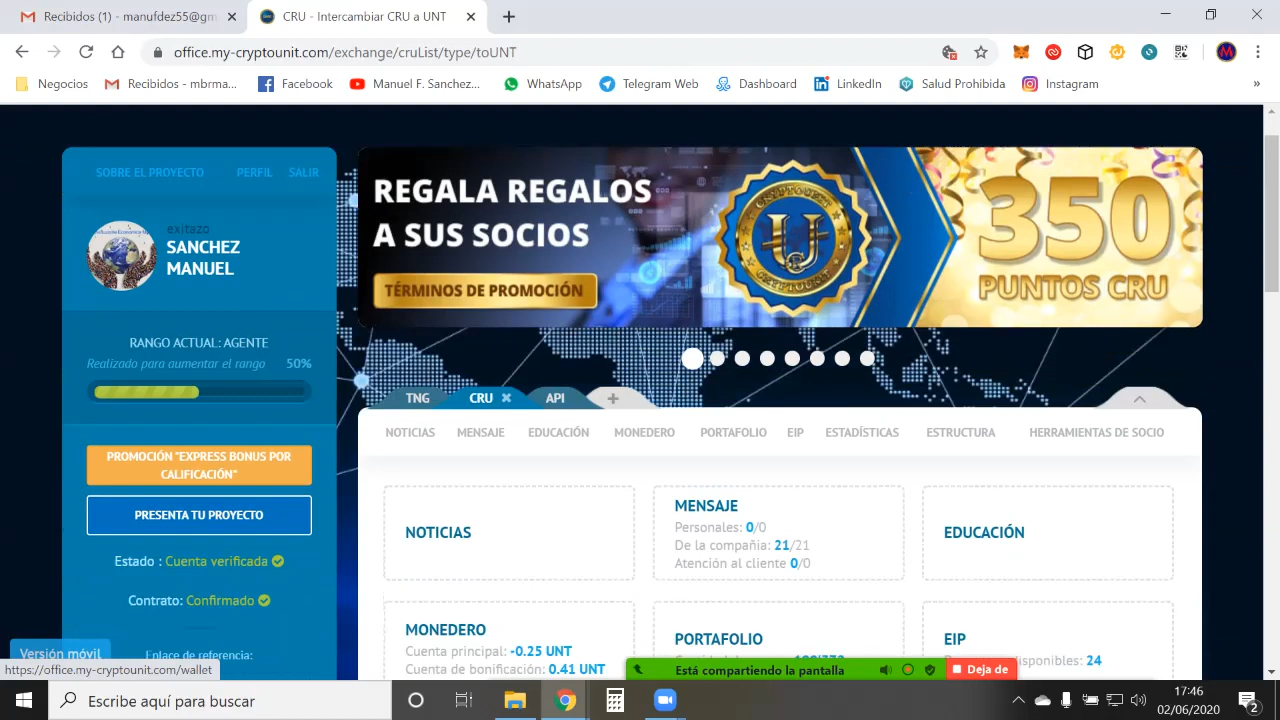 Recibidos (1) - manufdez55@gmail
CRU - Intercambiar CRU a UNT
office.my-cryptounit.com/exchange/cruList/type/toUNT
M
Negocios
Recibidos - mbrma...
Facebook
Manuel F. Sanchez...
WhatsApp
Telegram Web
Dashboard
LinkedIn
Salud Prohibida
Instagram
»
SOBRE EL PROYECTO
PERFIL
SALIR
exitazo
SANCHEZ
MANUEL
RANGO ACTUAL: AGENTE
Realizado para aumentar el rango 50%
PROMOCIÓN "EXPRESS BONUS POR
CALIFICACIÓN"
PRESENTA TU PROYECTO
Estado : Cuenta verificada
Contrato: Confirmado
Enlace de referencia:
Versión móvil
https://office.my-cryptounit.com/wallet
REGALA REGALOS
A SUS SOCIOS
TÉRMINOS DE PROMOCIÓN
CRYPTOUNIT
U
CRYPTOUNIT
350
PUNTOS CRU
TNG
CRU
API
NOTICIAS
MENSAJE
EDUCACIÓN
MONEDERO
PORTAFOLIO
EIP
ESTADÍSTICAS
ESTRUCTURA
HERRAMIENTAS DE SOCIO
NOTICIAS
MENSAJE
Personales: 0/0
De la compañia: 21/21
Atención al cliente 0/0
EDUCACIÓN
MONEDERO
Cuenta principal: -0.25 UNT
Cuenta de bonificación: 0.41 UNT
PORTAFOLIO
EIP
disponibles: 24
Está compartiendo la pantalla
Deja de
Escribe aquí para buscar
17:46
02/06/2020
2